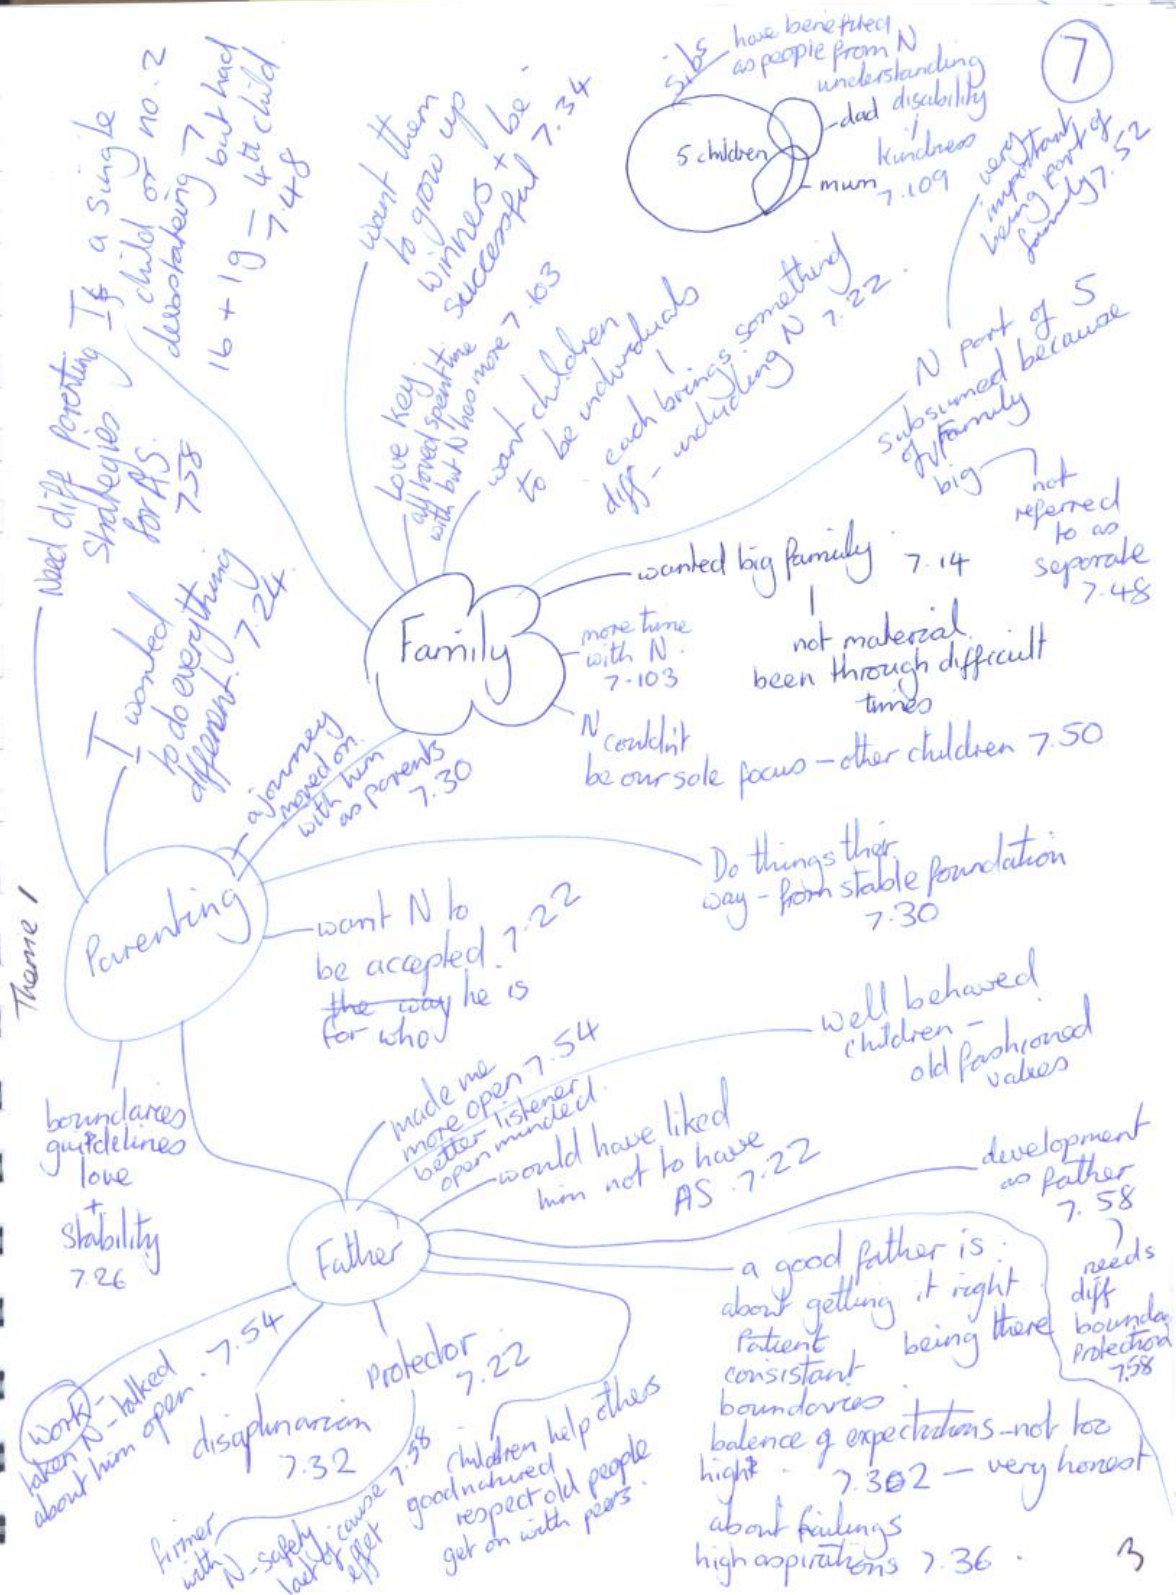 7
sibs
have benefited
as people from N
understanding
disability
kindness
7.109
5 children
dad
mum
very
important
being part of
family 7.52
If a single
child or no. 2
devastating ?
but had
1b + 1g – 4th child
7.48
want them
to grow up
winners + be
successful 7.34
love key
all loved spent time
with but N has more 7.103
want children
to be individuals
each brings something
diff – including N 7.22
N part of 5
subsumed because
of family
big
not
referred
to as
separate
7.48
Need diff parenting
strategies
for AS
7.58
I wanted
to do everything
different. 7.24
Family
wanted big family 7.14
not material
been through difficult
times
more time
with N.
7.103
N couldn't
be our sole focus – other children 7.50
a journey
moved on
with him
as parents
7.30
Theme 1
Parenting
Do things their
way – from stable foundation
7.30
want N to
be accepted. 7.22
the way he is
for who
boundaries
guidelines
love
+
stability
7.26
made me
more open 7.54
better listener
open minded.
well behaved
children –
old fashioned
values
would have liked
him not to have
AS. 7.22
development
as father
7.58
needs
diff
bounda
protection
7.58
Father
a good father is :
about getting it right
Patient being there
consistant
boundaries
balence of expectations – not too
high . 7.302 – very honest
about failings
high aspirations 7.36 .
work –
taken N – talked
about him open. 7.54
disaplinarian
7.32
Protector
7.22
firmer
with
N – safety
lack of cause 7.58
effet
children help others
good natured
respect old people
get on with peers.
3